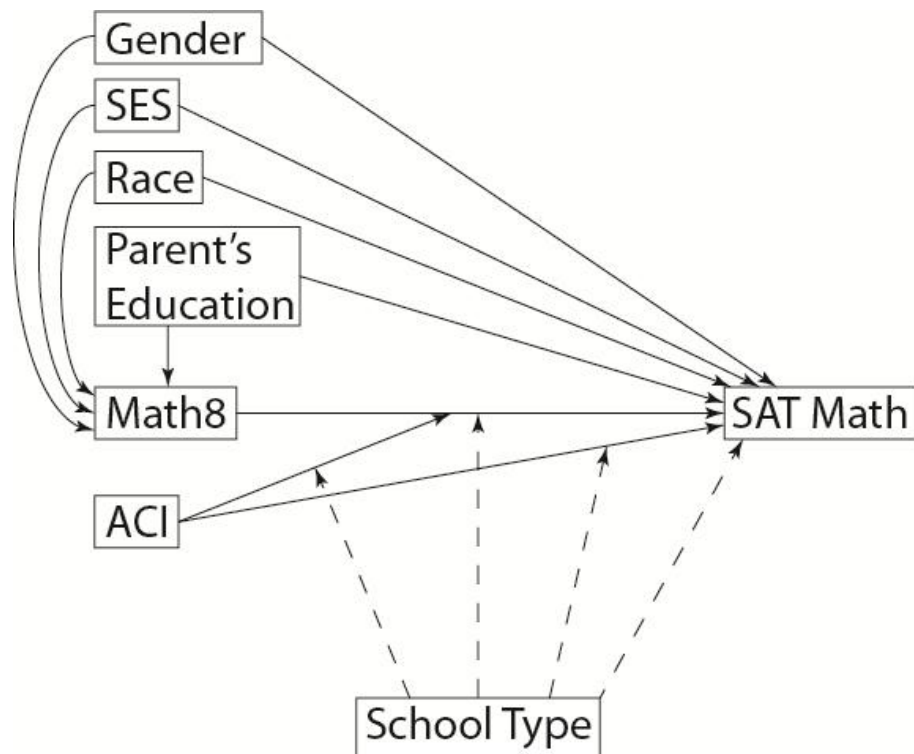 Gender
SES
Race
Parent's
Education
Math8
SAT Math
ACI
School Type